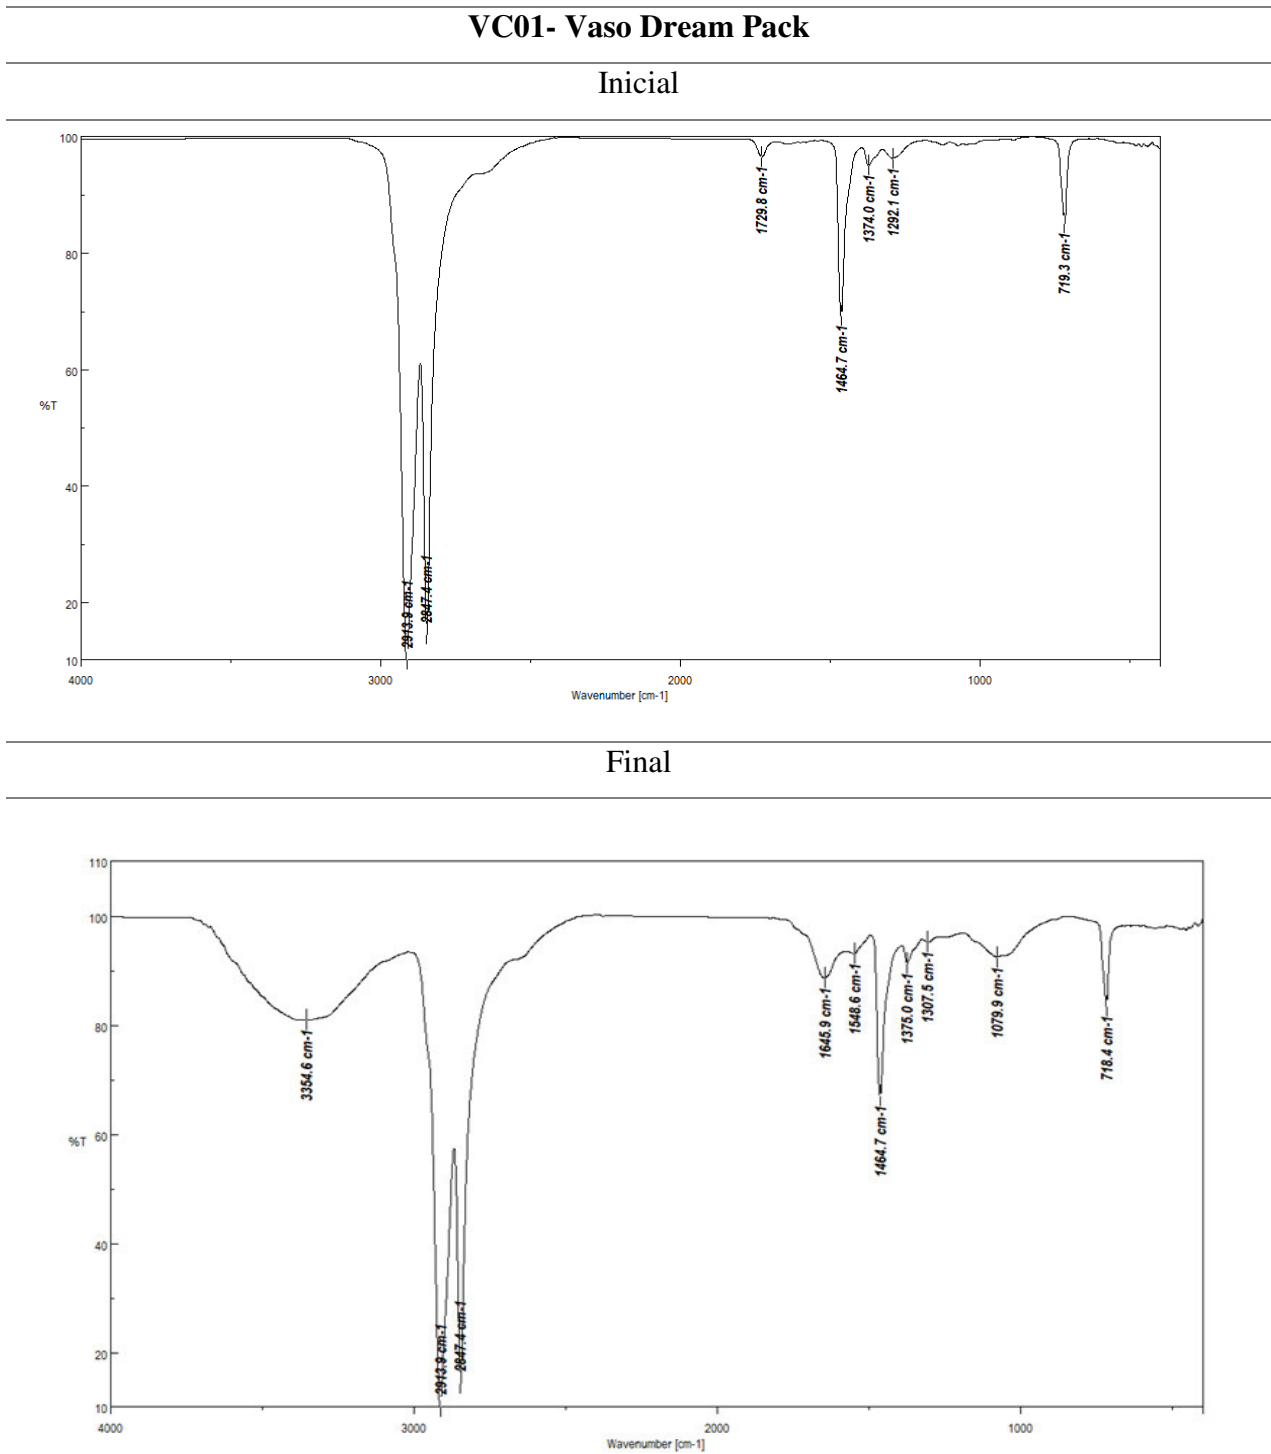 VC01- Vaso Dream Pack
Inicial
100
80
60
%T
40
20
10
4000
3000
2000
1000
Wavenumber [cm-1]
2913.9 cm-1
2847.4 cm-1
1729.8 cm-1
1464.7 cm-1
1374.0 cm-1
1292.1 cm-1
719.3 cm-1
Final
110
100
80
%T
60
40
20
10
4000
3000
2000
1000
Wavenumber [cm-1]
3354.6 cm-1
2913.9 cm-1
2847.4 cm-1
1645.9 cm-1
1548.6 cm-1
1464.7 cm-1
1375.0 cm-1
1307.5 cm-1
1079.9 cm-1
718.4 cm-1